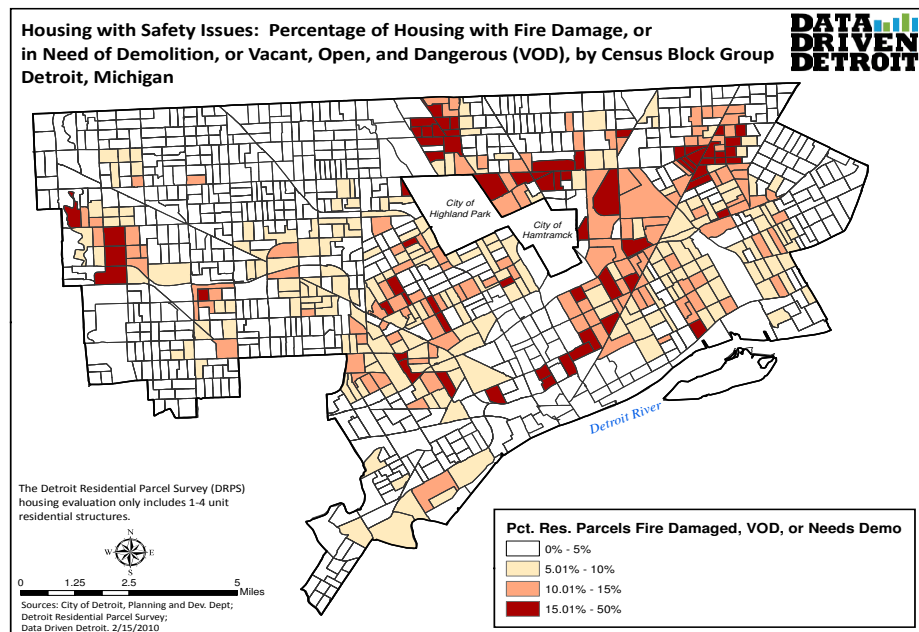 Housing with Safety Issues:  Percentage of Housing with Fire Damage, or
in Need of Demolition, or Vacant, Open, and Dangerous (VOD), by Census Block Group
Detroit, Michigan
DATA
DRIVEN
DETROIT
City of
Highland Park
City of
Hamtramck
Detroit River
The Detroit Residential Parcel Survey (DRPS)
housing evaluation only includes 1-4 unit
residential structures.
N
W E
S
0 1.25 2.5 5
Miles
Sources: City of Detroit, Planning and Dev. Dept;
Detroit Residential Parcel Survey;
Data Driven Detroit. 2/15/2010
Pct. Res. Parcels Fire Damaged, VOD, or Needs Demo
0% - 5%
5.01% - 10%
10.01% - 15%
15.01% - 50%